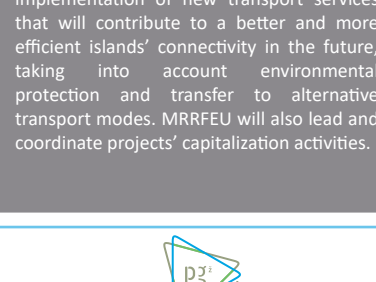 implementation of new transport services
that will contribute to a better and more
efficient islands’ connectivity in the future,
taking into account environmental
protection and transfer to alternative
transport modes. MRRFEU will also lead and
coordinate projects’ capitalization activities.